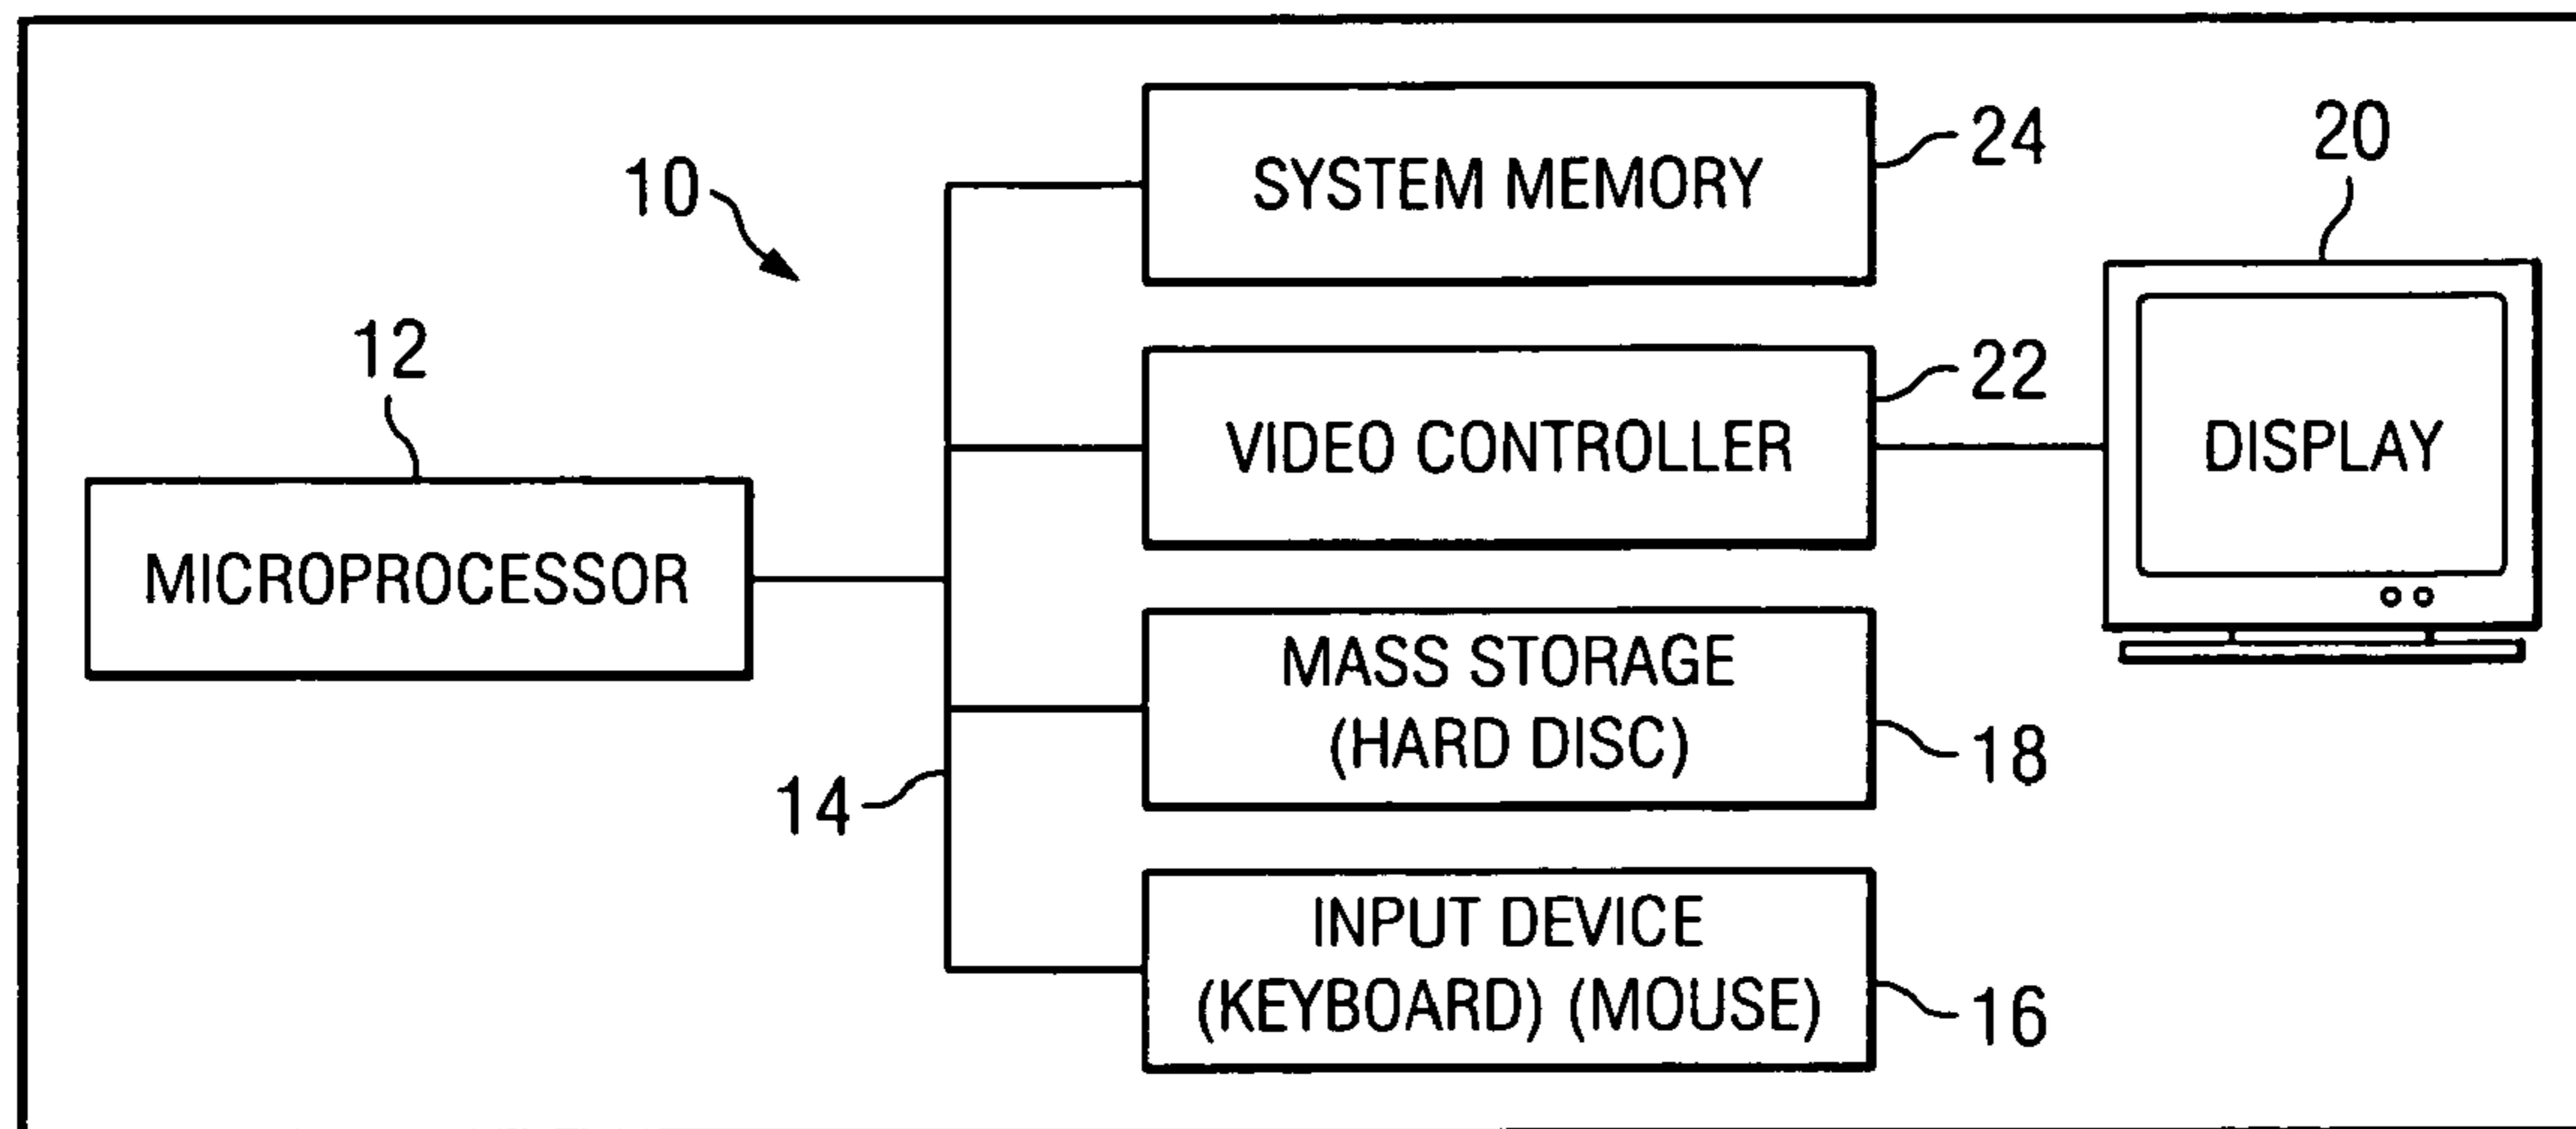 10
12
MICROPROCESSOR
14
SYSTEM MEMORY
24
VIDEO CONTROLLER
22
20
DISPLAY
MASS STORAGE
(HARD DISC)
18
INPUT DEVICE
(KEYBOARD) (MOUSE)
16